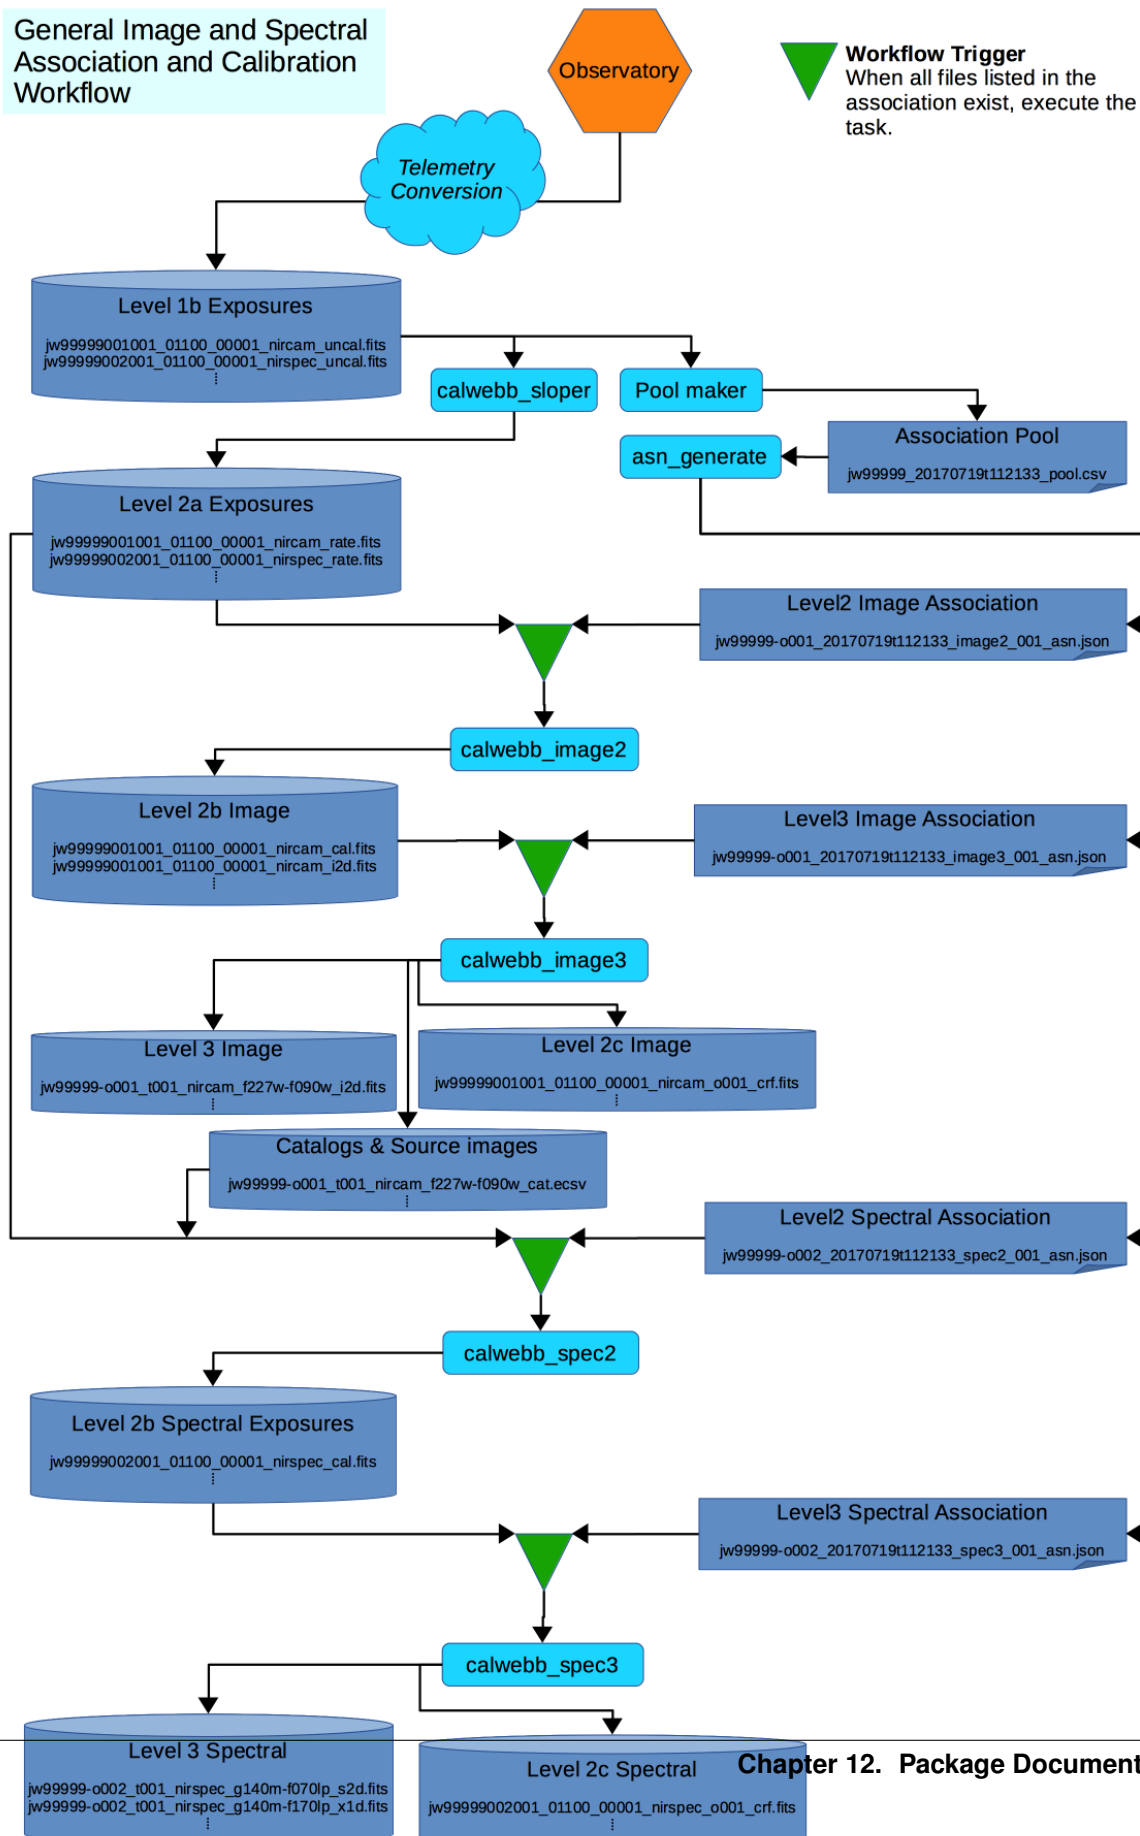 General Image and Spectral
Association and Calibration
Workflow
Observatory
Workflow Trigger
When all files listed in the
association exist, execute the
task.
Telemetry
Conversion
Level 1b Exposures
jw99999001001_01100_00001_nircam_uncal.fits
jw99999002001_01100_00001_nirspec_uncal.fits
calwebb_sloper
Pool maker
Association Pool
jw99999_20170719t112133_pool.csv
asn_generate
Level 2a Exposures
jw99999001001_01100_00001_nircam_rate.fits
jw99999002001_01100_00001_nirspec_rate.fits
Level2 Image Association
jw99999-o001_20170719t112133_image2_001_asn.json
calwebb_image2
Level 2b Image
jw99999001001_01100_00001_nircam_cal.fits
jw99999001001_01100_00001_nircam_i2d.fits
Level3 Image Association
jw99999-o001_20170719t112133_image3_001_asn.json
calwebb_image3
Level 3 Image
jw99999-o001_t001_nircam_f227w-f090w_i2d.fits
Level 2c Image
jw99999001001_01100_00001_nircam_o001_crf.fits
Catalogs & Source images
jw99999-o001_t001_nircam_f227w-f090w_cat.ecsv
Level2 Spectral Association
jw99999-o002_20170719t112133_spec2_001_asn.json
calwebb_spec2
Level 2b Spectral Exposures
jw99999002001_01100_00001_nirspec_cal.fits
Level3 Spectral Association
jw99999-o002_20170719t112133_spec3_001_asn.json
calwebb_spec3
Level 3 Spectral
jw99999-o002_t001_nirspec_g140m-f070lp_s2d.fits
jw99999-o002_t001_nirspec_g140m-f170lp_x1d.fits
Level 2c Spectral
jw99999002001_01100_00001_nirspec_o001_crf.fits
Chapter 12. Package Document